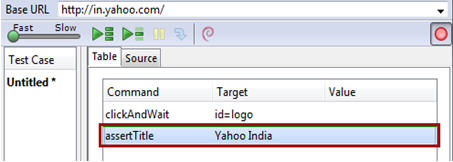 Base URL http://in.yahoo.com/
Fast Slow
Test Case
Table Source
Untitled *
Command Target Value
clickAndWait id=logo
assertTitle Yahoo India